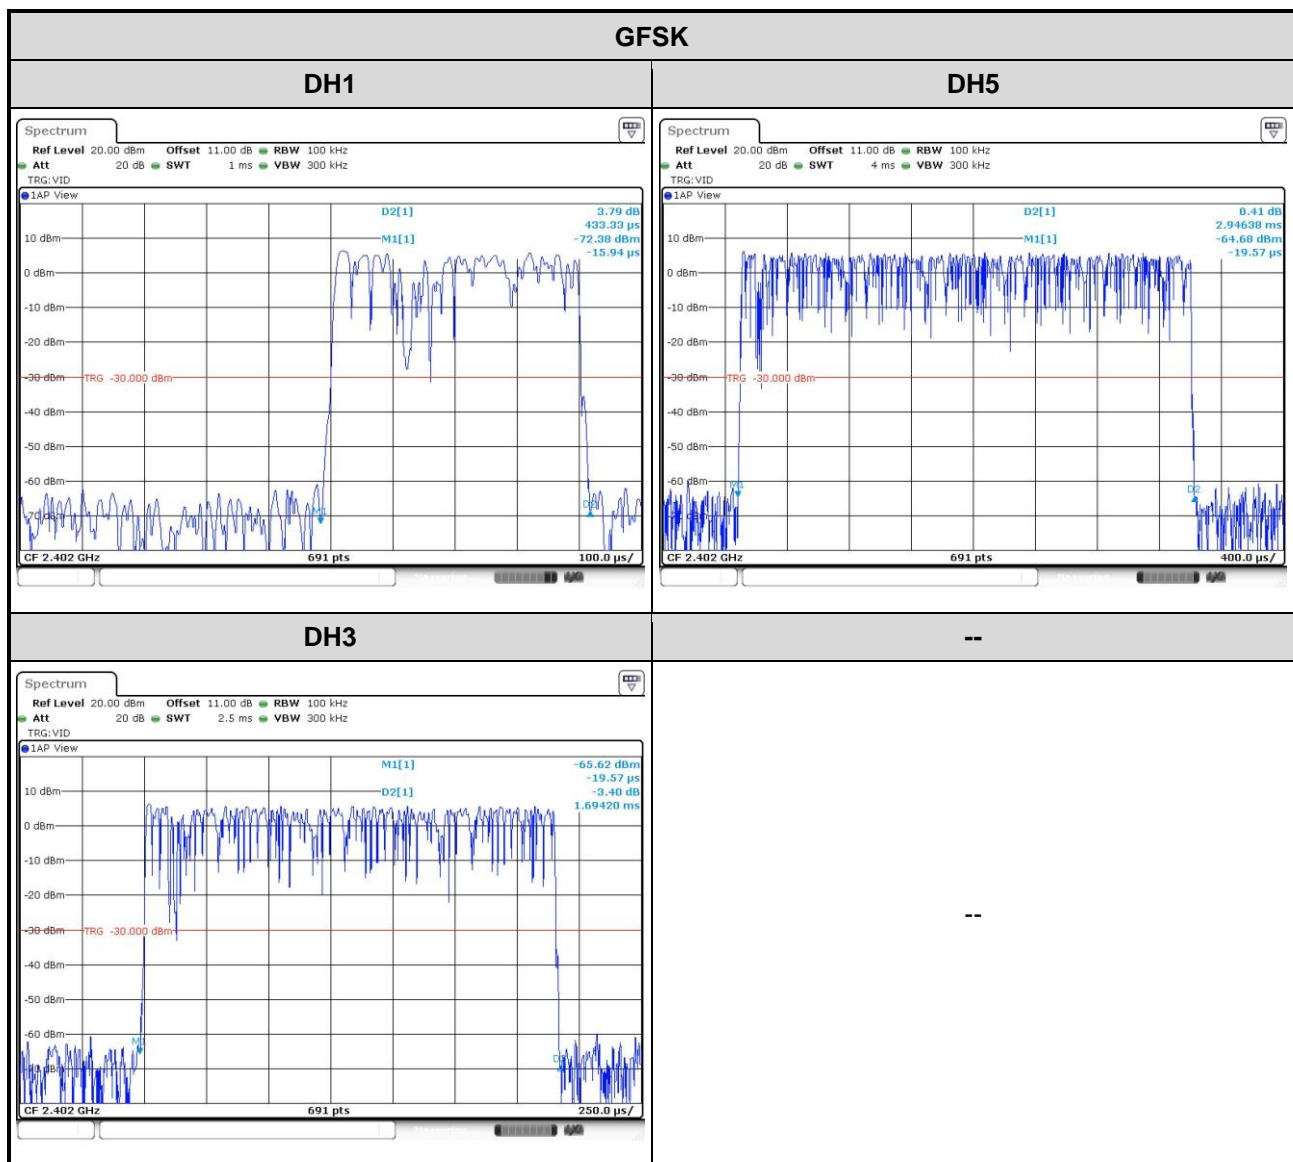 GFSK
DH1
DH5
Spectrum
Ref Level 20.00 dBm Offset 11.00 dB RBW 100 kHz
Att 20 dB SWT 1 ms VBW 300 kHz
TRG:VID
1AP View
D2[1] 3.79 dB
433.33 µs
M1[1] -72.38 dBm
-15.94 µs
10 dBm
0 dBm
-10 dBm
-20 dBm
-30 dBm
TRG -30.000 dBm
-40 dBm
-50 dBm
-60 dBm
-70 dBm
M1
D2
CF 2.402 GHz 691 pts 100.0 µs/
Spectrum
Ref Level 20.00 dBm Offset 11.00 dB RBW 100 kHz
Att 20 dB SWT 4 ms VBW 300 kHz
TRG:VID
1AP View
D2[1] 0.41 dB
2.94638 ms
M1[1] -64.68 dBm
-19.57 µs
10 dBm
0 dBm
-10 dBm
-20 dBm
-30 dBm
TRG -30.000 dBm
-40 dBm
-50 dBm
-60 dBm
M1
D2
CF 2.402 GHz 691 pts 400.0 µs/
DH3
--
Spectrum
Ref Level 20.00 dBm Offset 11.00 dB RBW 100 kHz
Att 20 dB SWT 2.5 ms VBW 300 kHz
TRG:VID
1AP View
M1[1] -65.62 dBm
-19.57 µs
D2[1] -3.40 dB
1.69420 ms
10 dBm
0 dBm
-10 dBm
-20 dBm
-30 dBm
TRG -30.000 dBm
-40 dBm
-50 dBm
-60 dBm
M1
D2
CF 2.402 GHz 691 pts 250.0 µs/
--